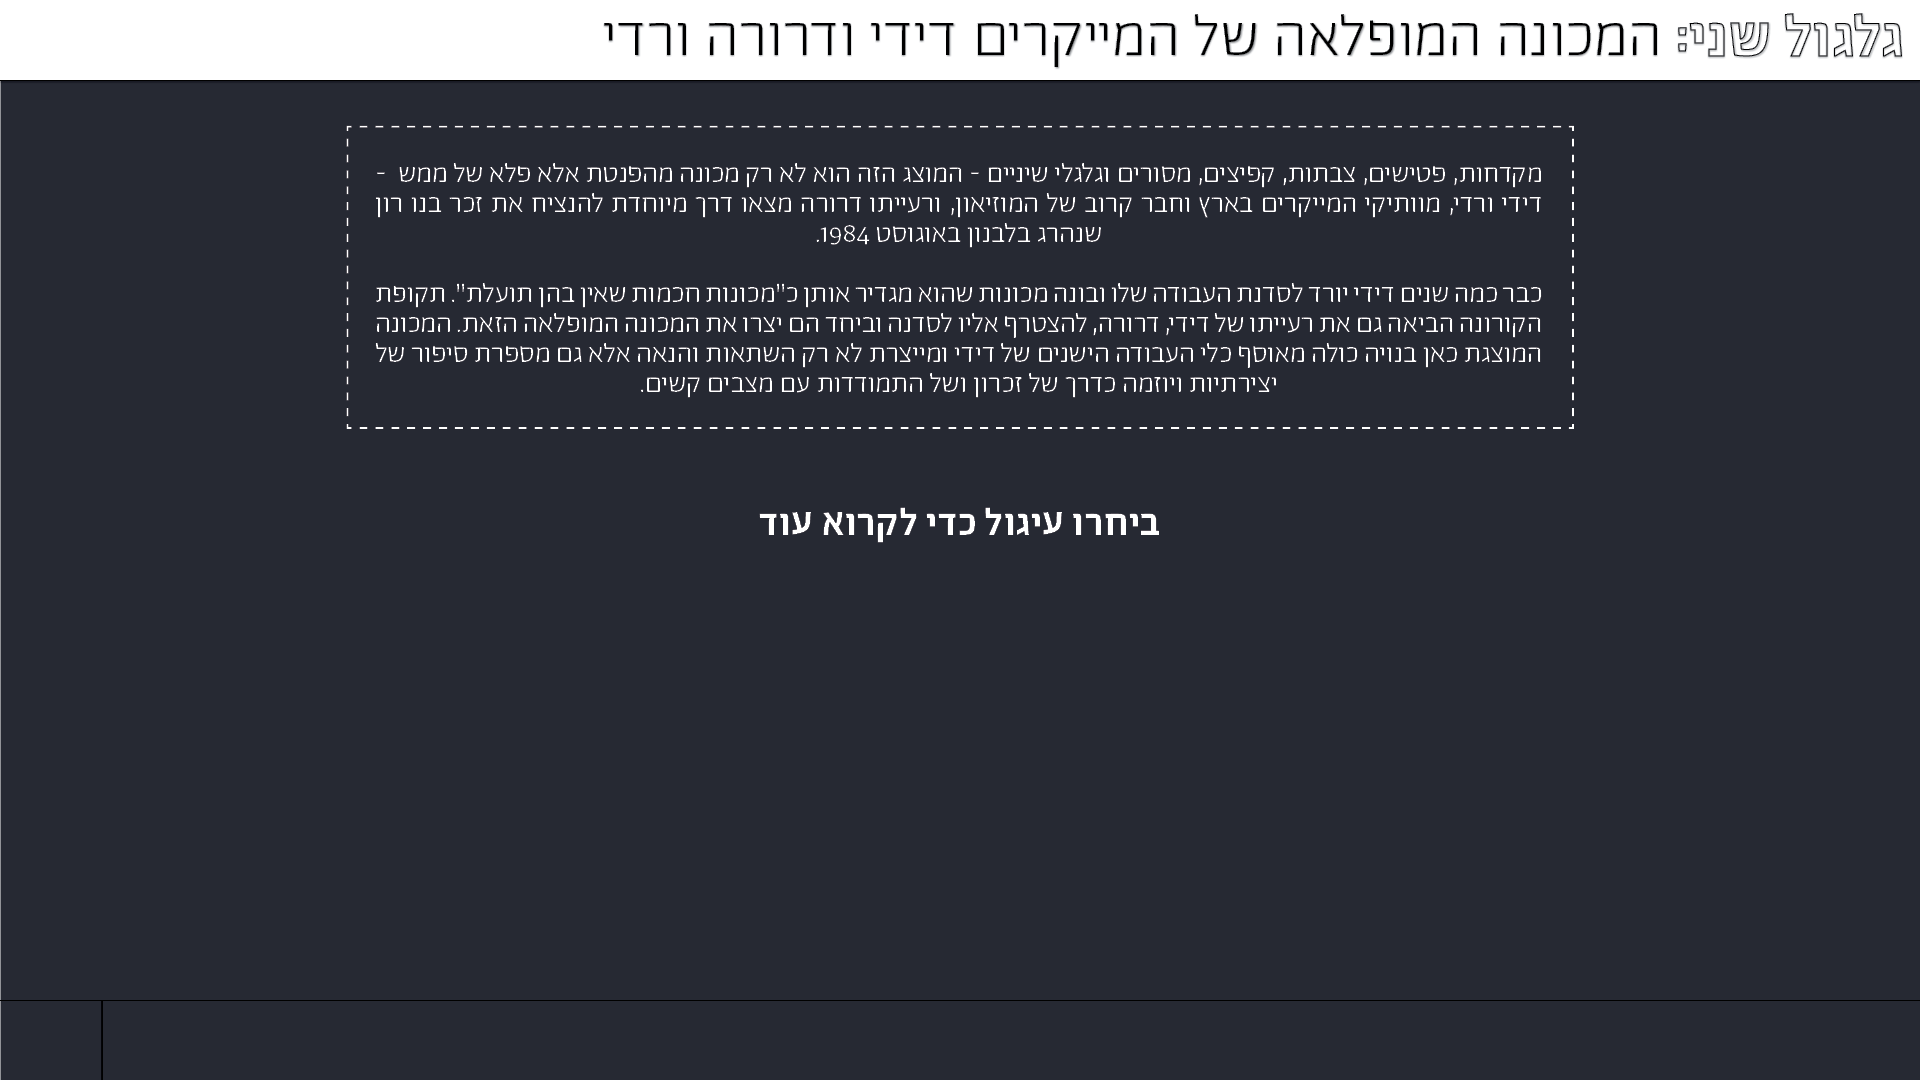 גלגול שני: המכונה המופלאה של המייקרים דידי ודרורה ורדי
מקדחות, פטישים, צבתות, קפיצים, מסורים וגלגלי שיניים - המוצג הזה הוא לא רק מכונה מהפנטת אלא פלא של ממש -
דידי ורדי, מוותיקי המייקרים בארץ וחבר קרוב של המוזיאון, ורעייתו דרורה מצאו דרך מיוחדת להנציח את זכר בנו רון
שנהרג בלבנון באוגוסט 1984.
כבר כמה שנים דידי יורד לסדנת העבודה שלו ובונה מכונות שהוא מגדיר אותן כ"מכונות חכמות שאין בהן תועלת". תקופת
הקורונה הביאה גם את רעייתו של דידי, דרורה, להצטרף אליו לסדנה וביחד הם יצרו את המכונה המופלאה הזאת. המכונה
המוצגת כאן בנויה כולה מאוסף כלי העבודה הישנים של דידי ומייצרת לא רק השתאות והנאה אלא גם מספרת סיפור של
יצירתיות ויוזמה כדרך של זכרון ושל התמודדות עם מצבים קשים.
ביחרו עיגול כדי לקרוא עוד